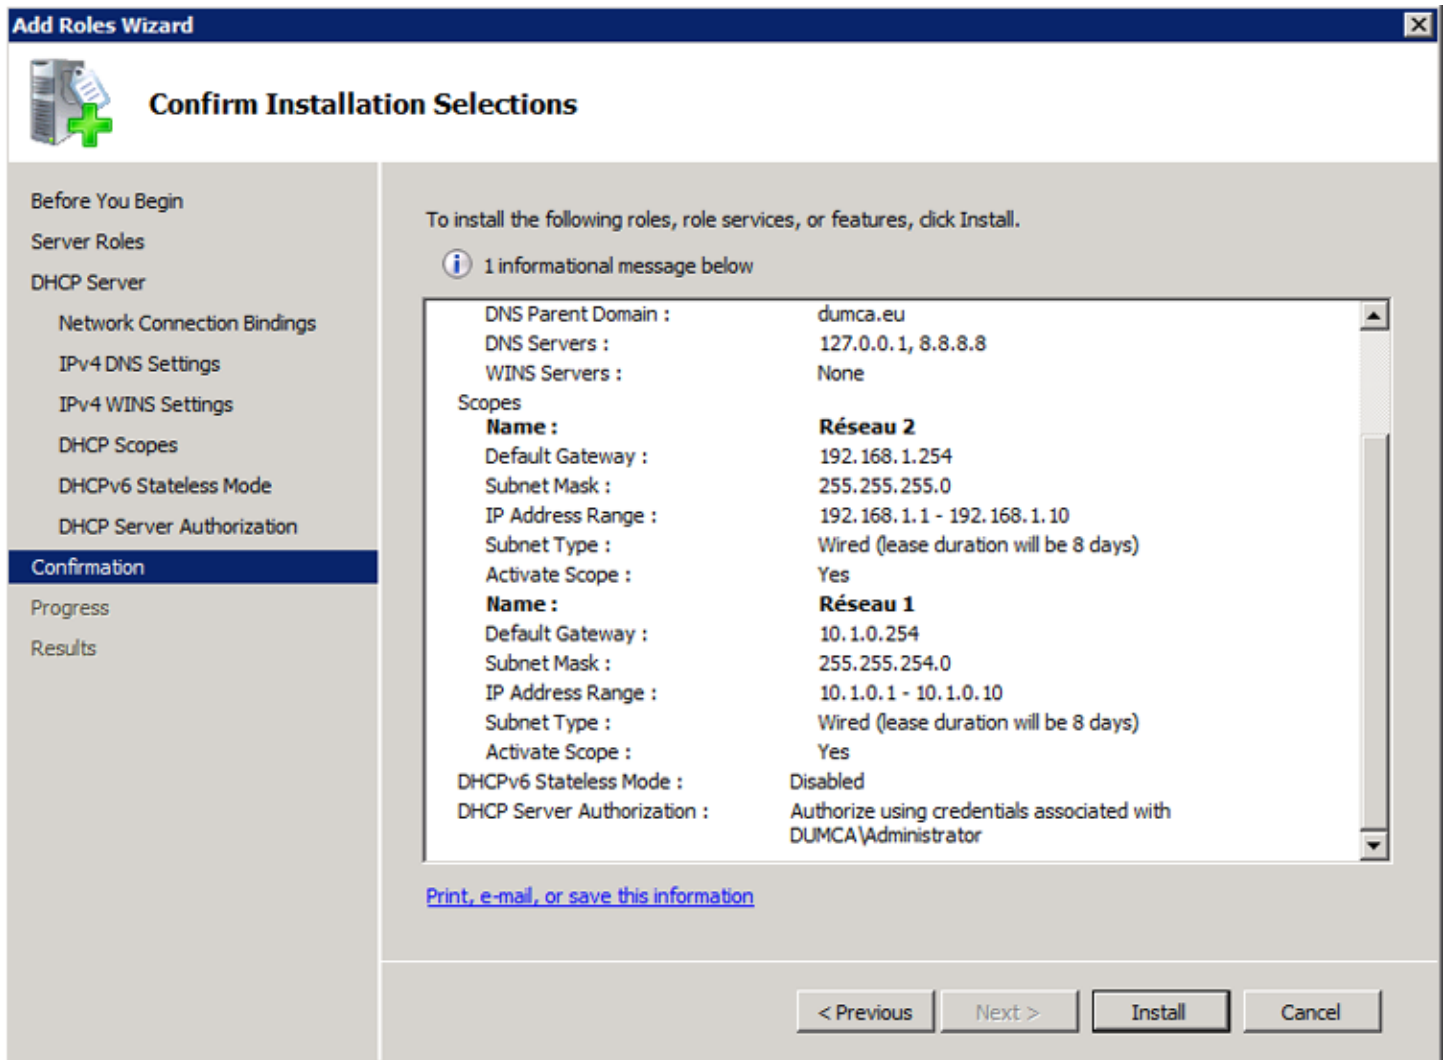 Add Roles Wizard
Confirm Installation Selections
Before You Begin
Server Roles
DHCP Server
Network Connection Bindings
IPv4 DNS Settings
IPv4 WINS Settings
DHCP Scopes
DHCPv6 Stateless Mode
DHCP Server Authorization
Confirmation
Progress
Results
To install the following roles, role services, or features, click Install.
1 informational message below
DNS Parent Domain : dumca.eu
DNS Servers : 127.0.0.1, 8.8.8.8
WINS Servers : None
Scopes
Name : Réseau 2
Default Gateway : 192.168.1.254
Subnet Mask : 255.255.255.0
IP Address Range : 192.168.1.1 - 192.168.1.10
Subnet Type : Wired (lease duration will be 8 days)
Activate Scope : Yes
Name : Réseau 1
Default Gateway : 10.1.0.254
Subnet Mask : 255.255.254.0
IP Address Range : 10.1.0.1 - 10.1.0.10
Subnet Type : Wired (lease duration will be 8 days)
Activate Scope : Yes
DHCPv6 Stateless Mode : Disabled
DHCP Server Authorization : Authorize using credentials associated with
DUMCA\Administrator
Print, e-mail, or save this information
< Previous Next > Install Cancel